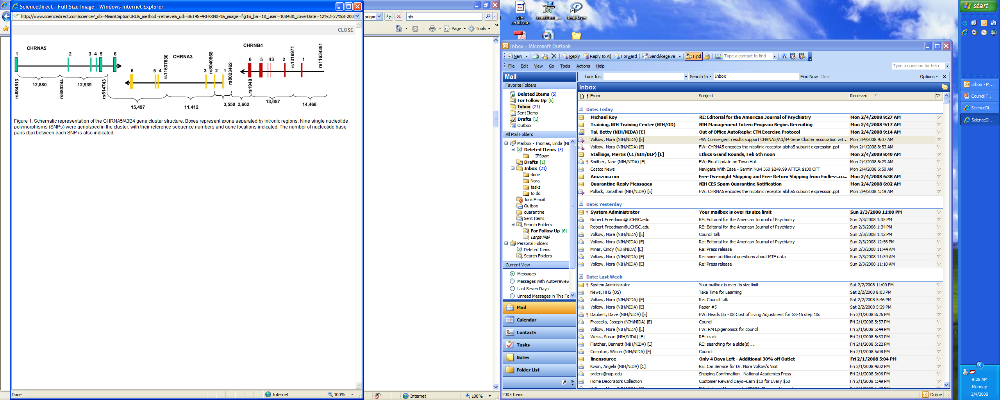 ScienceDirect - Full Size Image - Windows Internet Explorer
http://www.sciencedirect.com/science?_ob=MiamiCaptionURL&_method=retrieve&_udi=B6T4S-4RFKKN0-1&_image=fig1&_ba=1&_user=10843&_coverDate=12%2F27%2F200
CLOSE
CHRNA5
1 2 3 4 5 6
rs684513
12,880
rs680244
12,939
rs514743
CHRNA3
6 5 4 3 2 1
rs11637630
rs8040868
rs8023462
15,497
11,412
3,550
2,662
CHRNB4
6 5 4 3 2 1
rs1948
rs1316971
rs11634351
13,057
14,468
Figure 1. Schematic representation of the CHRNA5/A3B4 gene cluster structure. Boxes represent exons separated by intronic regions. Nine single nucleotide
polymorphisms (SNPs) were genotyped in the cluster, with their reference sequence numbers and gene locations indicated. The number of nucleotide base
pairs (bp) between each SNP is also indicated.
Done
Internet
100%
_orig=
nih
Page
Tools
Internet
100%
NIH certificate
SoundTaxi_...
RealPlayer
Inbox - Microsoft Outlook
New Reply Reply to All Forward Send/Receive Find Type a contact to find
File Edit View Go Tools Actions Help
Type a question for help
Mail
Favorite Folders
Deleted Items (5)
For Follow Up [6]
Inbox (21)
Sent Items
Drafts [1]
Outbox
All Mail Folders
Mailbox - Thomas, Linda (NI
Deleted Items (5)
__IPSpam
Drafts [1]
Inbox (21)
done
Nora
tasks
to do
Junk E-mail
Outbox
quarantine
Sent Items
Search Folders
For Follow Up [6]
Large Mail
Personal Folders
Deleted Items
Search Folders
Current View
Messages
Messages with AutoPreview
Last Seven Days
Unread Messages in This Fo
Mail
Calendar
Contacts
Tasks
Notes
Folder List
2005 Items
Look for: Search In Inbox Find Now Clear Options
Inbox
From Subject Received
Date: Today
Michael Roy RE: Editorial for the American Journal of Psychiatry Mon 2/4/2008 9:27 AM
Training, NIH Training Center (NIH/OD) NIH Management Intern Program Begins Recruiting Mon 2/4/2008 9:17 AM
Tai, Betty (NIH/NIDA) [E] Out of Office AutoReply: CTN Exercise Protocol Mon 2/4/2008 9:14 AM
Volkow, Nora (NIH/NIDA) [E] FW: Convergent results support CHRNA5/A3/B4 Gene Cluster association wit... Mon 2/4/2008 9:07 AM
Volkow, Nora (NIH/NIDA) [E] FW: CHRNA5 encodes the nicotinic receptor alpha5 subunit expression.ppt Mon 2/4/2008 8:53 AM
Stallings, Mertis (CC/NIH/BEP) [E] Ethics Grand Rounds, Feb 6th noon Mon 2/4/2008 8:40 AM
Smither, Jane (NIH/NIDA) [E] FW: Final Update on Town Hall Mon 2/4/2008 8:29 AM
Costco News Navigate With Ease - Garmin Nüvi 360 $249.99 AFTER $100 OFF Mon 2/4/2008 6:50 AM
Amazon.com Free Overnight Shipping and Free Return Shipping from Endless.co... Mon 2/4/2008 6:38 AM
Quarantine Reply Messages NIH CES Spam Quarantine Notification Mon 2/4/2008 6:02 AM
Pollock, Jonathan (NIH/NIDA) [E] FW: CHRNA5 encodes the nicotinic receptor alpha5 subunit expression.ppt Mon 2/4/2008 1:19 AM
Date: Yesterday
System Administrator Your mailbox is over its size limit Sun 2/3/2008 11:00 PM
Robert.Freedman@UCHSC.edu RE: Editorial for the American Journal of Psychiatry Sun 2/3/2008 1:35 PM
Robert.Freedman@UCHSC.edu RE: Editorial for the American Journal of Psychiatry Sun 2/3/2008 1:34 PM
Volkow, Nora (NIH/NIDA) [E] Council talk Sun 2/3/2008 1:12 PM
Volkow, Nora (NIH/NIDA) [E] Re: Editorial for the American Journal of Psychiatry Sun 2/3/2008 12:56 PM
Miner, Cindy (NIH/NIDA) [E] Re: Press release Sun 2/3/2008 11:44 AM
Volkow, Nora (NIH/NIDA) [E] Re: some additional questions about MTF data Sun 2/3/2008 11:34 AM
Volkow, Nora (NIH/NIDA) [E] Re: Press release Sun 2/3/2008 11:18 AM
Date: Last Week
System Administrator Your mailbox is over its size limit Sat 2/2/2008 11:00 PM
News, HHS (OS) Take Time for Learning Sat 2/2/2008 8:03 PM
Volkow, Nora (NIH/NIDA) [E] Re: Council talk Sat 2/2/2008 5:46 PM
Volkow, Nora (NIH/NIDA) [E] Paper #5 Sat 2/2/2008 5:29 PM
Daubert, Dave (NIH/NIDA) [E] FW: Heads Up - 08 Cost of Living Adjustment for GS-15 step 10s Fri 2/1/2008 8:26 PM
Frascella, Joseph (NIH/NIDA) [E] Council Fri 2/1/2008 5:57 PM
Volkow, Nora (NIH/NIDA) [E] FW: RM Epigenomics for council Fri 2/1/2008 5:44 PM
Weiss, Susan (NIH/NIDA) [E] RE: crack Fri 2/1/2008 5:33 PM
Fletcher, Bennett (NIH/NIDA) [E] RE: searching for a slide(s).... Fri 2/1/2008 5:22 PM
Compton, Wilson (NIH/NIDA) [E] Council Fri 2/1/2008 5:08 PM
linensource Only 4 Days Left - Additional 30% off Outlet Fri 2/1/2008 5:04 PM
Kwon, Angela (NIH/NIDA) [C] RE: Car Service for Dr. Nora Volkow's Visit Fri 2/1/2008 4:02 PM
orders@nap.edu Shipping Confirmation - National Academies Press Fri 2/1/2008 3:06 PM
Home Decorators Collection Customer Reward Days--Earn $10 for Every $50 Fri 2/1/2008 1:49 PM
Online
start
Inbox - M...
Council F...
ScienceDi...
ScienceDi...
9:28 AM
Monday
2/4/2008